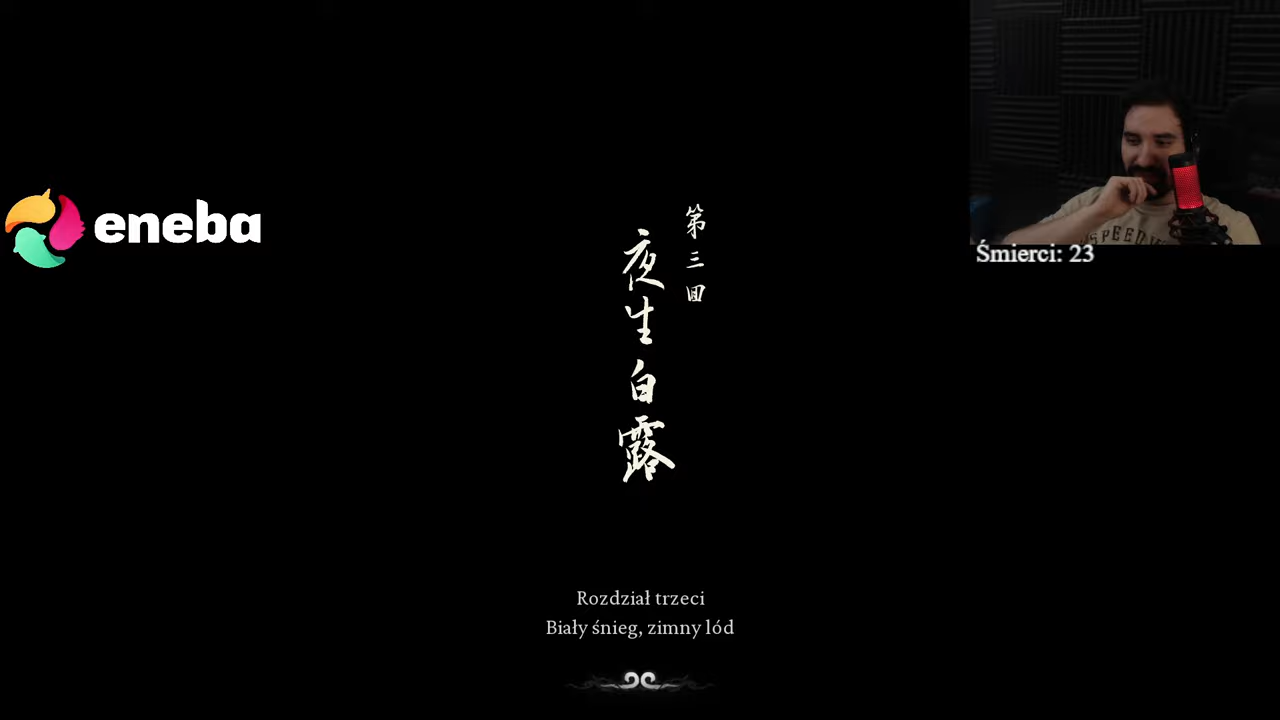 eneba
第三回
夜生白露
Śmierci: 23
Rozdział trzeci
Biały śnieg, zimny lód